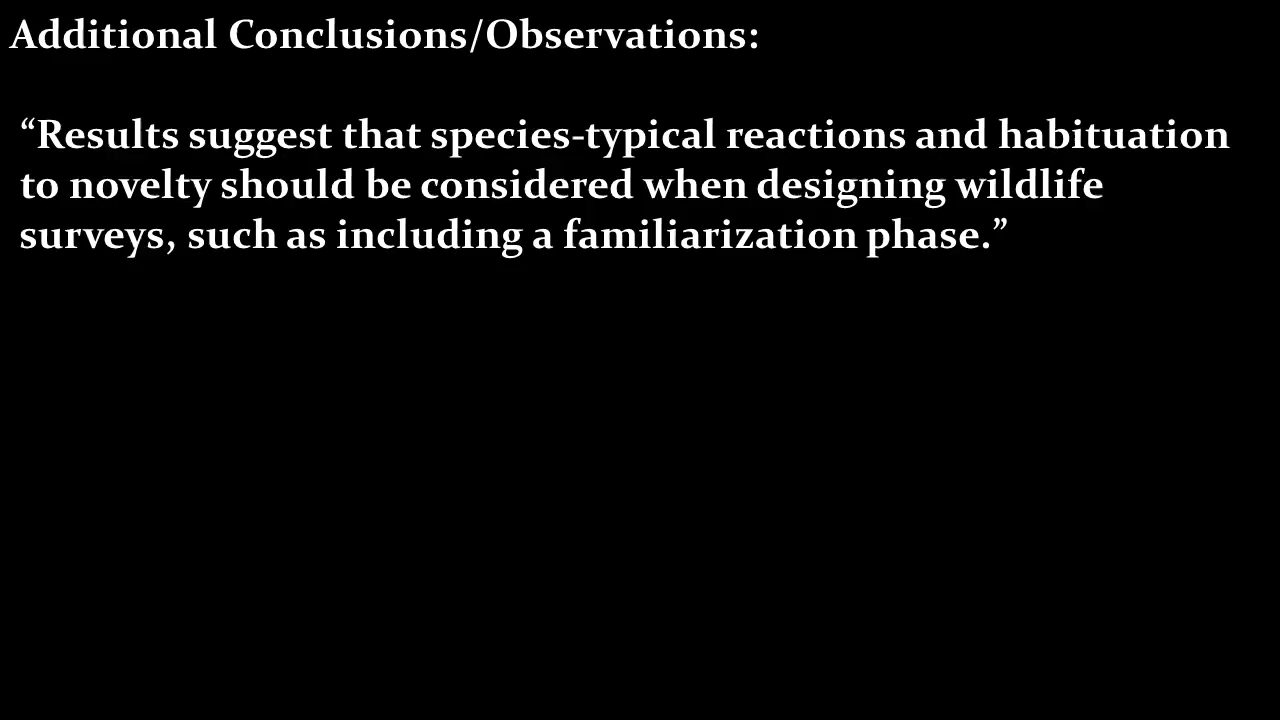 Additional Conclusions/Observations:
“Results suggest that species-typical reactions and habituation
to novelty should be considered when designing wildlife
surveys, such as including a familiarization phase.”